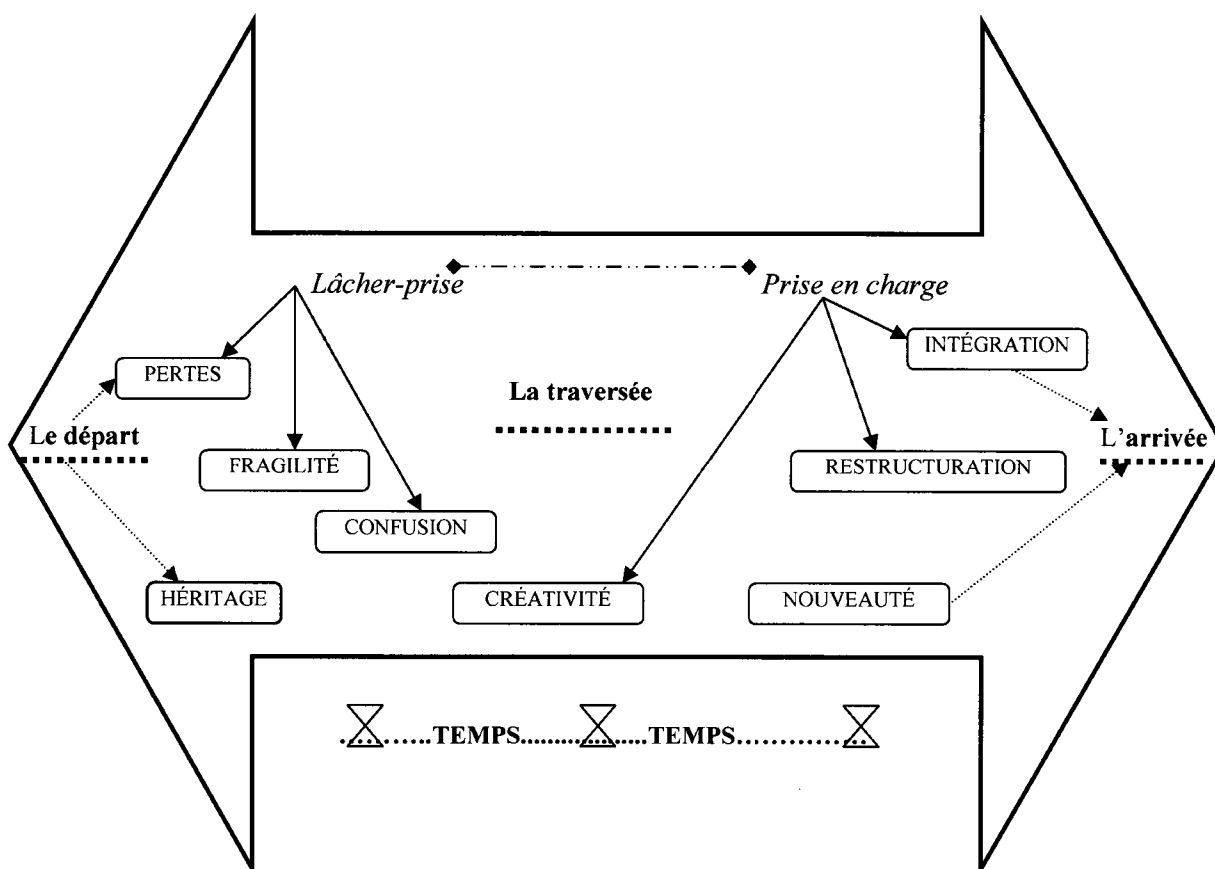 Lâcher-prise
Prise en charge
INTÉGRATION
PERTES
La traversée
Le départ
L'arrivée
FRAGILITÉ
RESTRUCTURATION
CONFUSION
HÉRITAGE
CRÉATIVITÉ
NOUVEAUTÉ
TEMPS TEMPS